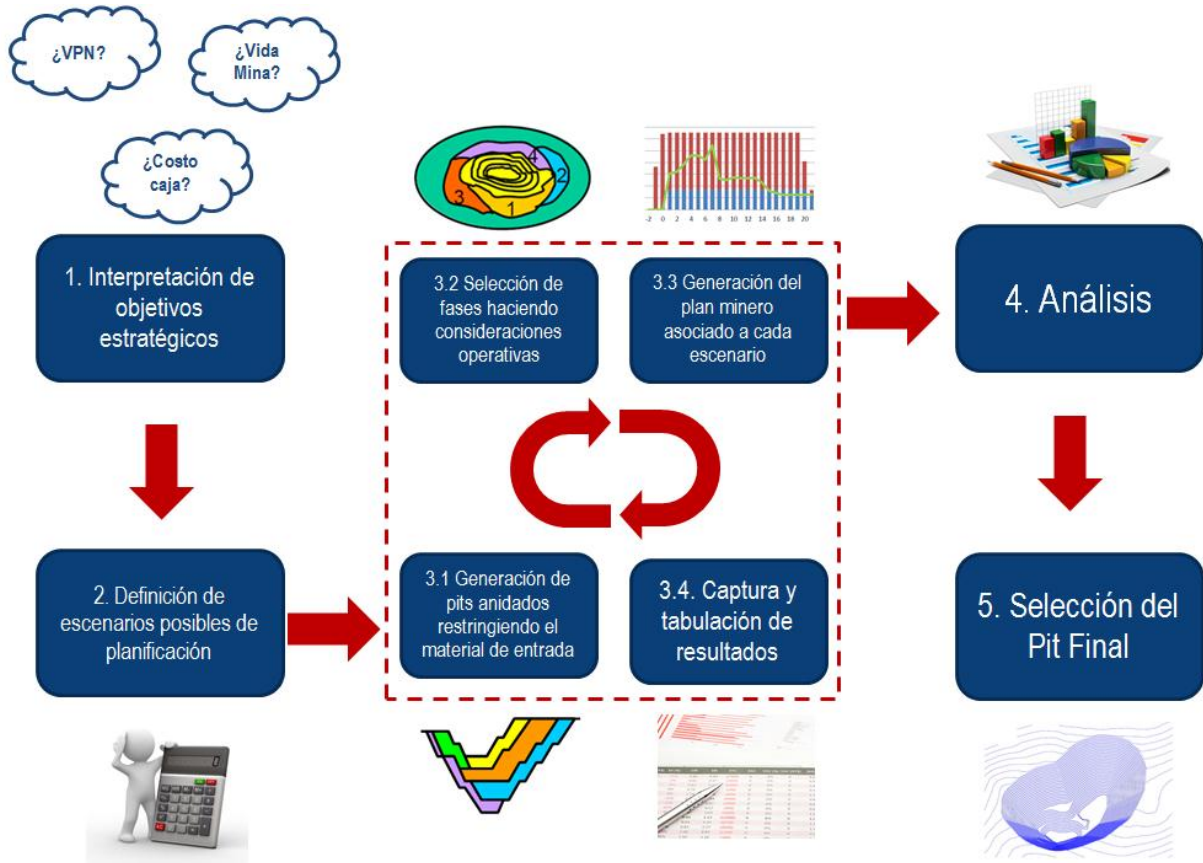 ¿VPN?
¿Vida
Mina?
¿Costo
caja?
1. Interpretación de
objetivos
estratégicos
2. Definición de
escenarios posibles de
planificación
4
2
3
1
3.2 Selección de
fases haciendo
consideraciones
operativas
-2 0 2 4 6 8 10 12 14 16 18 20
3.3 Generación del
plan minero
asociado a cada
escenario
3.1 Generación de
pits anidados
restringiendo el
material de entrada
3.4. Captura y
tabulación de
resultados
4. Análisis
5. Selección del
Pit Final